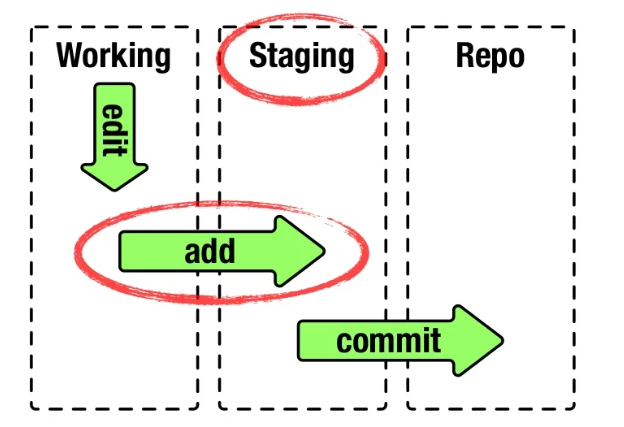 Working
Staging
Repo
edit
add
commit